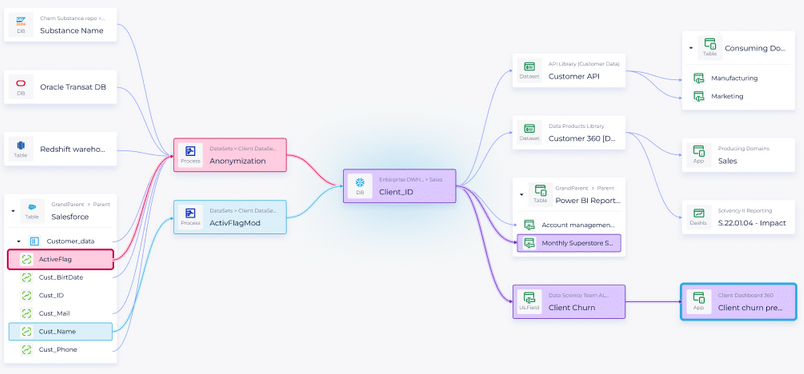 Chem Substance repo >...
DB
Substance Name
DB
Oracle Transat DB
Table
Redshift wareho...
GrandParent > Parent
Table
Salesforce
Customer_data
ActiveFlag
Cust_BirtDate
Cust_ID
Cust_Mail
Cust_Name
Cust_Phone
DataSets > Client DataSe...
Process
Anonymization
DataSets > Client DataSe...
Process
ActivFlagMod
Enterprise DWH... > Sales
DB
Client_ID
API Library (Customer Data)
Dataset
Customer API
Data Products Library
Dataset
Customer 360 [D...
GrandParent > Parent
Table
Power BI Report...
Account managemen...
Monthly Superstore S...
Data Science Team AL...
UI.Field
Client Churn
Table
Consuming Do...
Manufacturing
Marketing
Producing Domains
App
Sales
Solvency II Reporting
DashB
S.22.01.04 - Impact
Client Dashboard 360
App
Client churn pre...